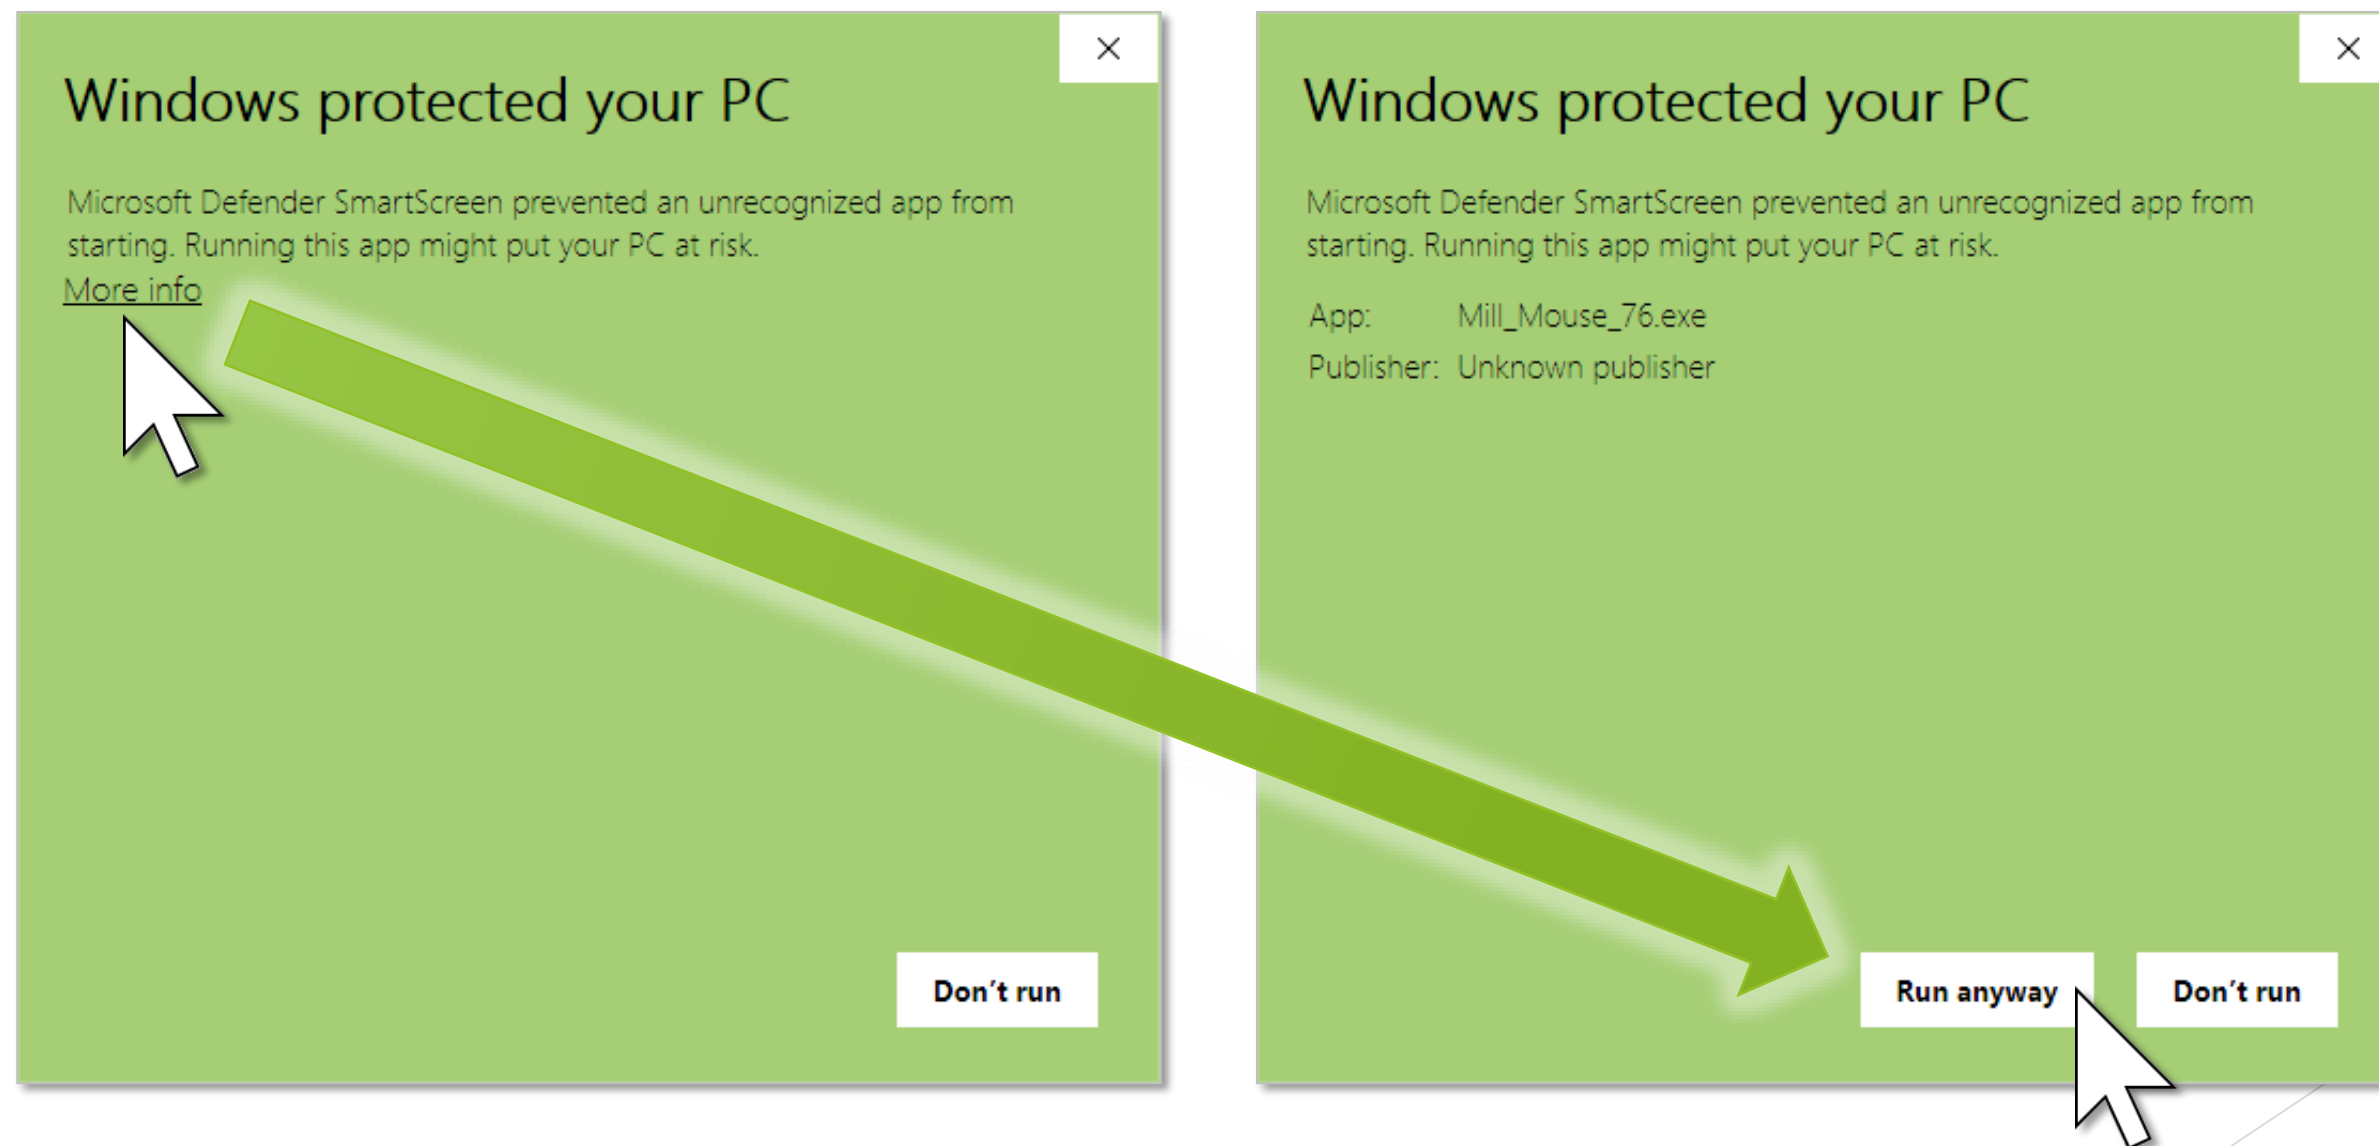 Windows protected your PC
Microsoft Defender SmartScreen prevented an unrecognized app from
starting. Running this app might put your PC at risk.
More info
Don't run
Windows protected your PC
Microsoft Defender SmartScreen prevented an unrecognized app from
starting. Running this app might put your PC at risk.
App: Mill_Mouse_76.exe
Publisher: Unknown publisher
Run anyway Don't run